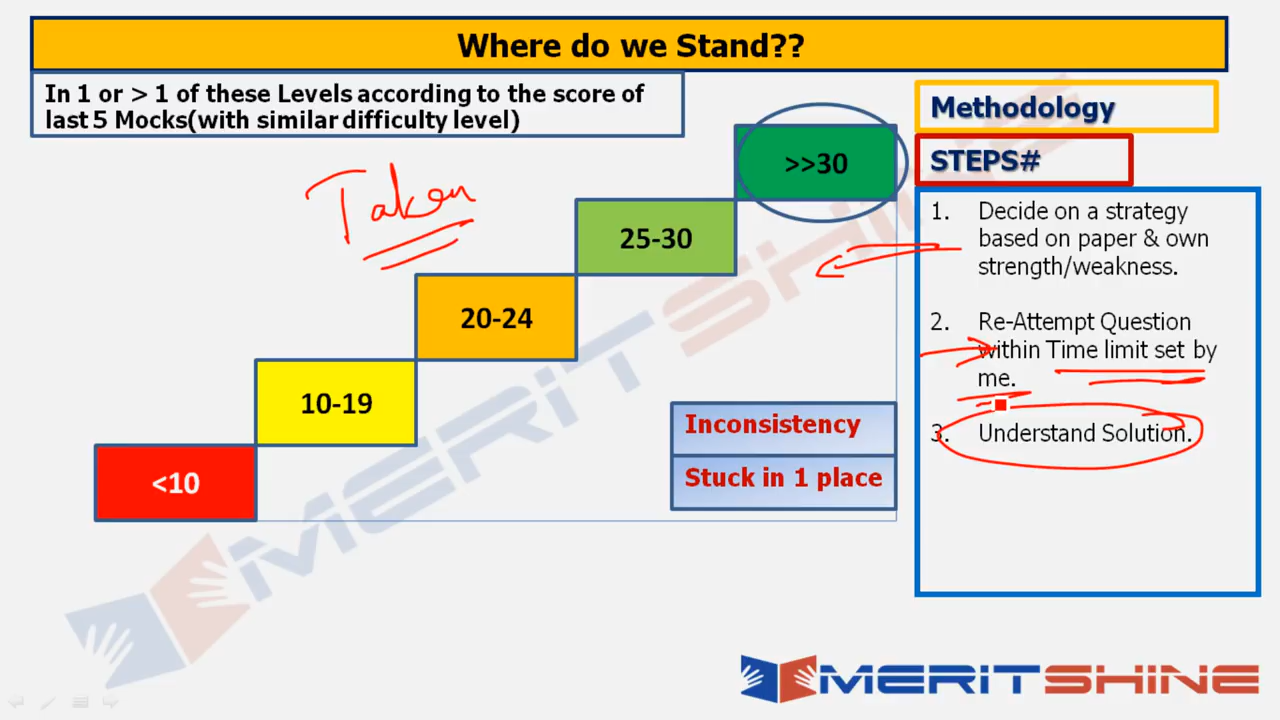 Where do we Stand??
In 1 or > 1 of these Levels according to the score of
last 5 Mocks(with similar difficulty level)
Taken
>>30
25-30
20-24
10-19
<10
Inconsistency
Stuck in 1 place
Methodology
STEPS#
1. Decide on a strategy
based on paper & own
strength/weakness.
2. Re-Attempt Question
within Time limit set by
me.
3. Understand Solution.
MERiTSHINE
MERiTSHINE